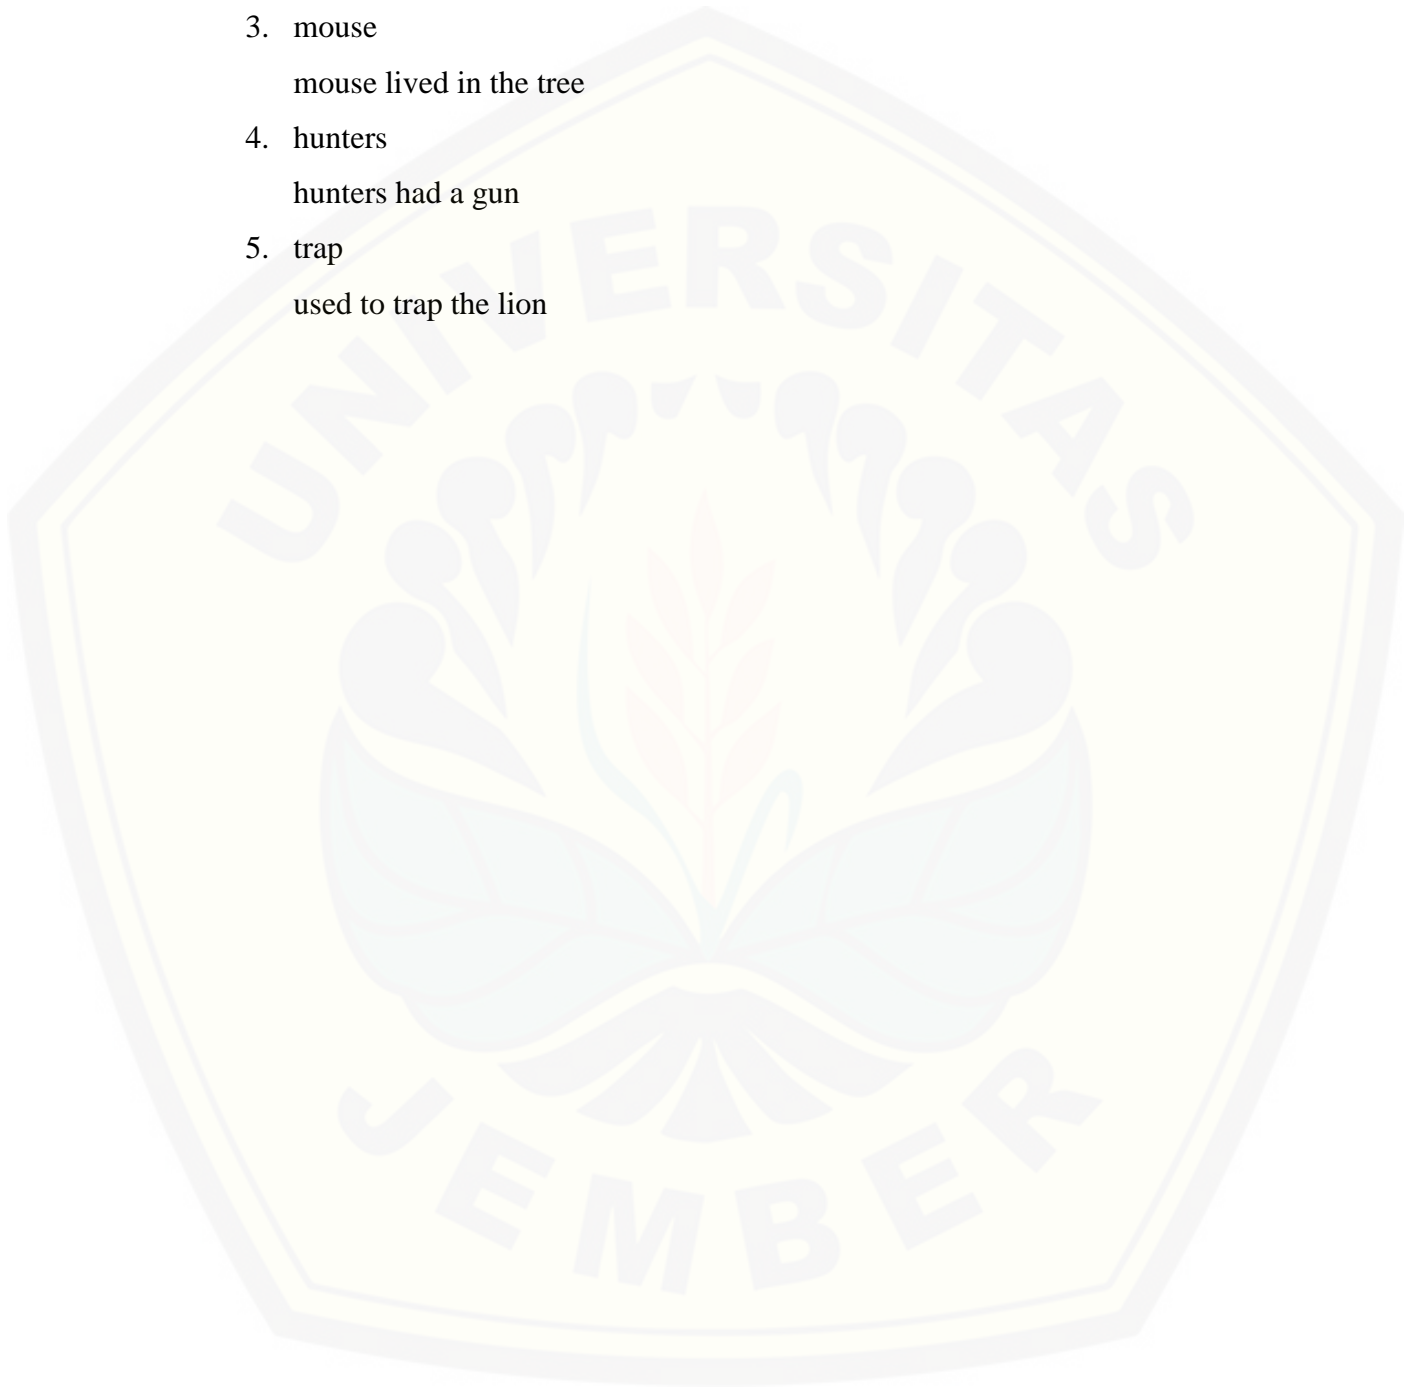 3. mouse
mouse lived in the tree
4. hunters
hunters had a gun
5. trap
used to trap the lion
UNIVERSITAS
JEMBER